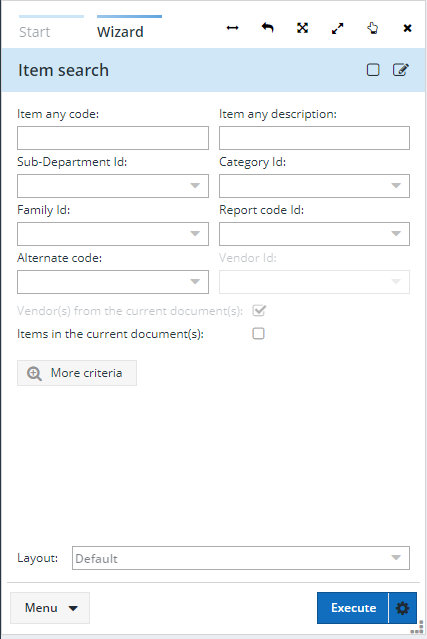 Start Wizard
Item search
Item any code: Item any description:
Sub-Department Id: Category Id:
Family Id: Report code Id:
Alternate code: Vendor Id:
Vendor(s) from the current document(s):
Items in the current document(s):
More criteria
Layout: Default
Menu Execute